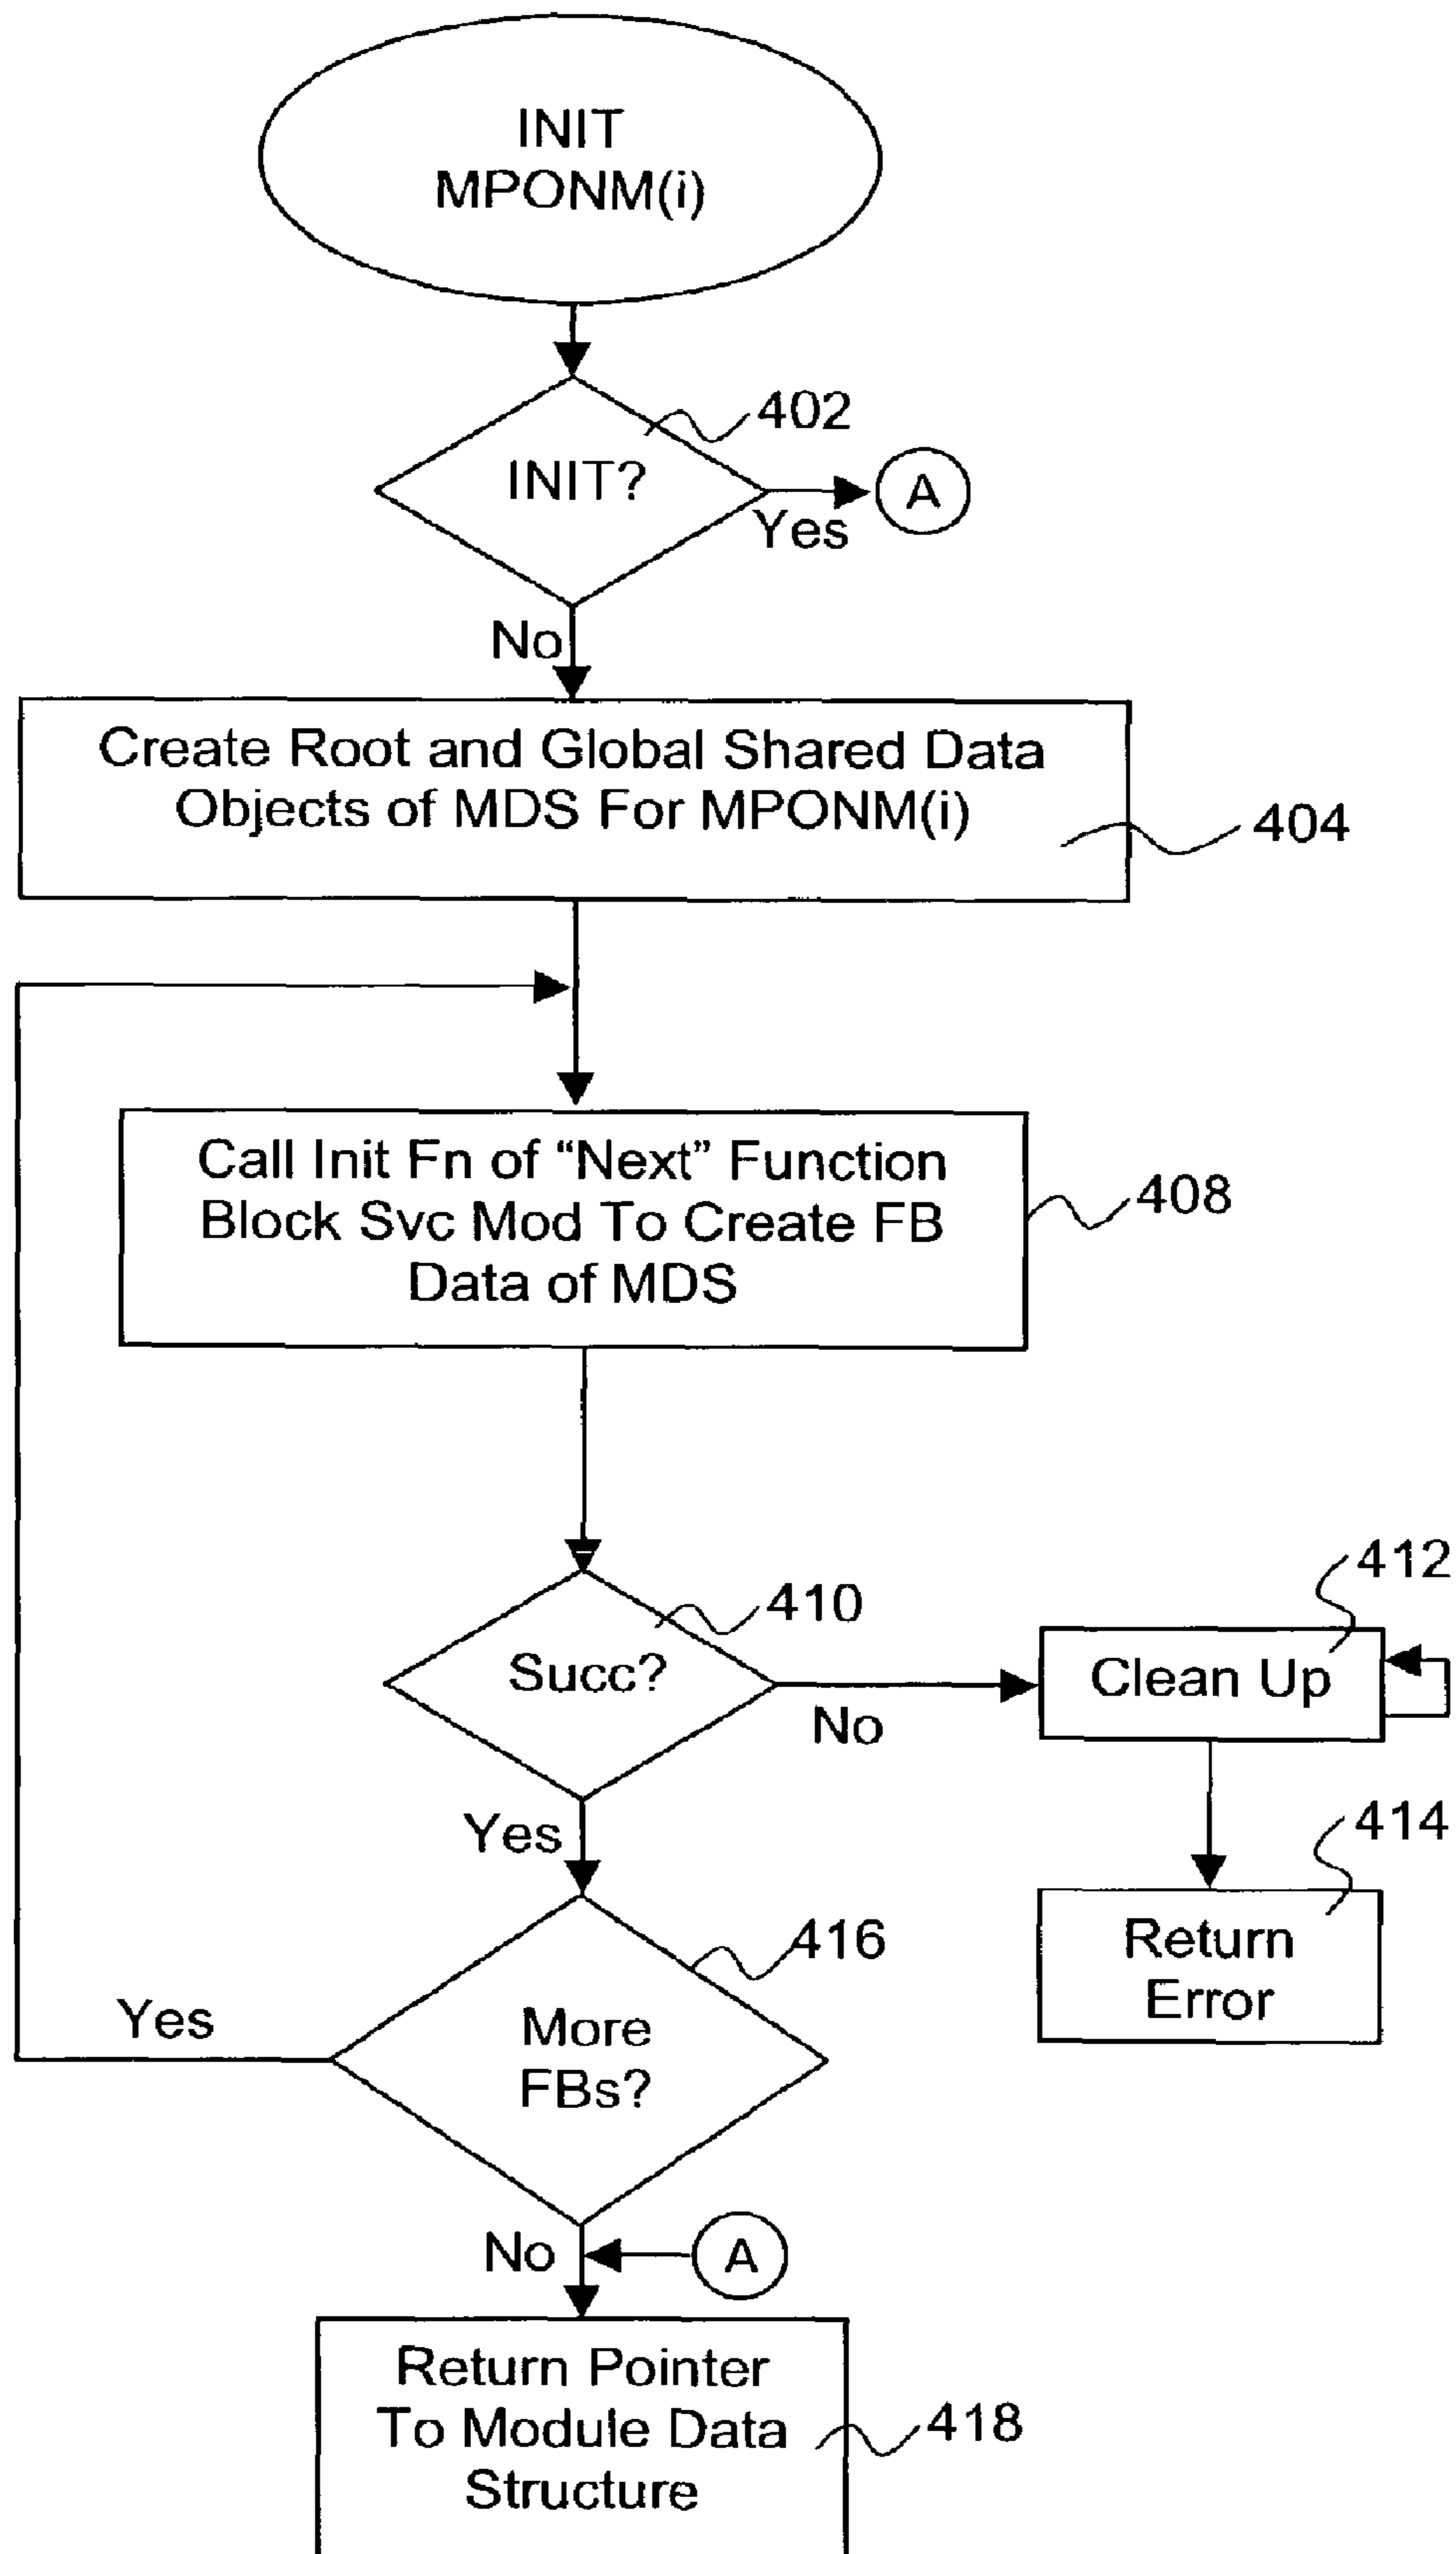 INIT
MPONM(i)
402
INIT?
A
Yes
No
Create Root and Global Shared Data
Objects of MDS For MPONM(i)
404
Call Init Fn of “Next” Function
Block Svc Mod To Create FB
Data of MDS
408
410
Succ?
No
412
Clean Up
Yes
414
Return
Error
416
More
FBs?
Yes
No
A
Return Pointer
To Module Data
Structure
418